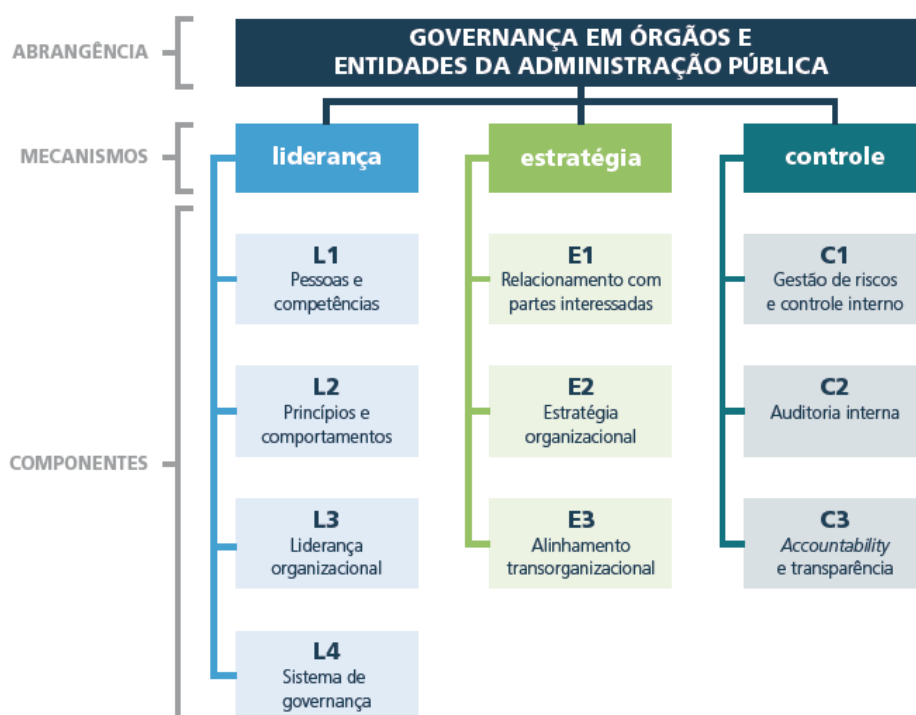 ABRANGÊNCIA
GOVERNANÇA EM ÓRGÃOS E
ENTIDADES DA ADMINISTRAÇÃO PÚBLICA
MECANISMOS
liderança
estratégia
controle
COMPONENTES
L1
Pessoas e
competências
E1
Relacionamento com
partes interessadas
C1
Gestão de riscos
e controle interno
L2
Princípios e
comportamentos
E2
Estratégia
organizacional
C2
Auditoria interna
L3
Liderança
organizacional
E3
Alinhamento
transorganizacional
C3
Accountability
e transparência
L4
Sistema de
governança